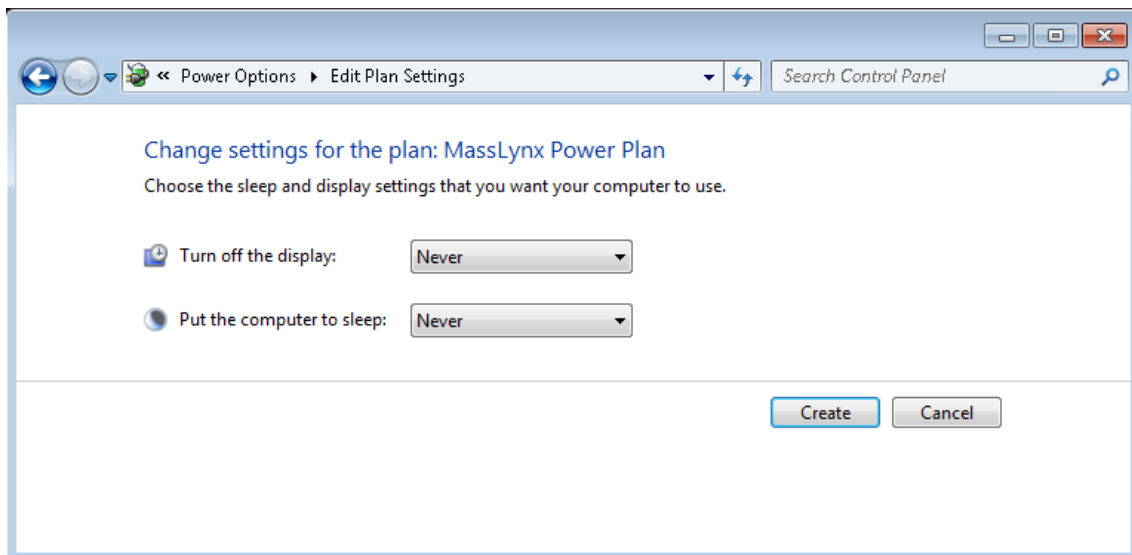 « Power Options ▸ Edit Plan Settings
Search Control Panel
Change settings for the plan: MassLynx Power Plan
Choose the sleep and display settings that you want your computer to use.
Turn off the display: Never
Put the computer to sleep: Never
Create Cancel